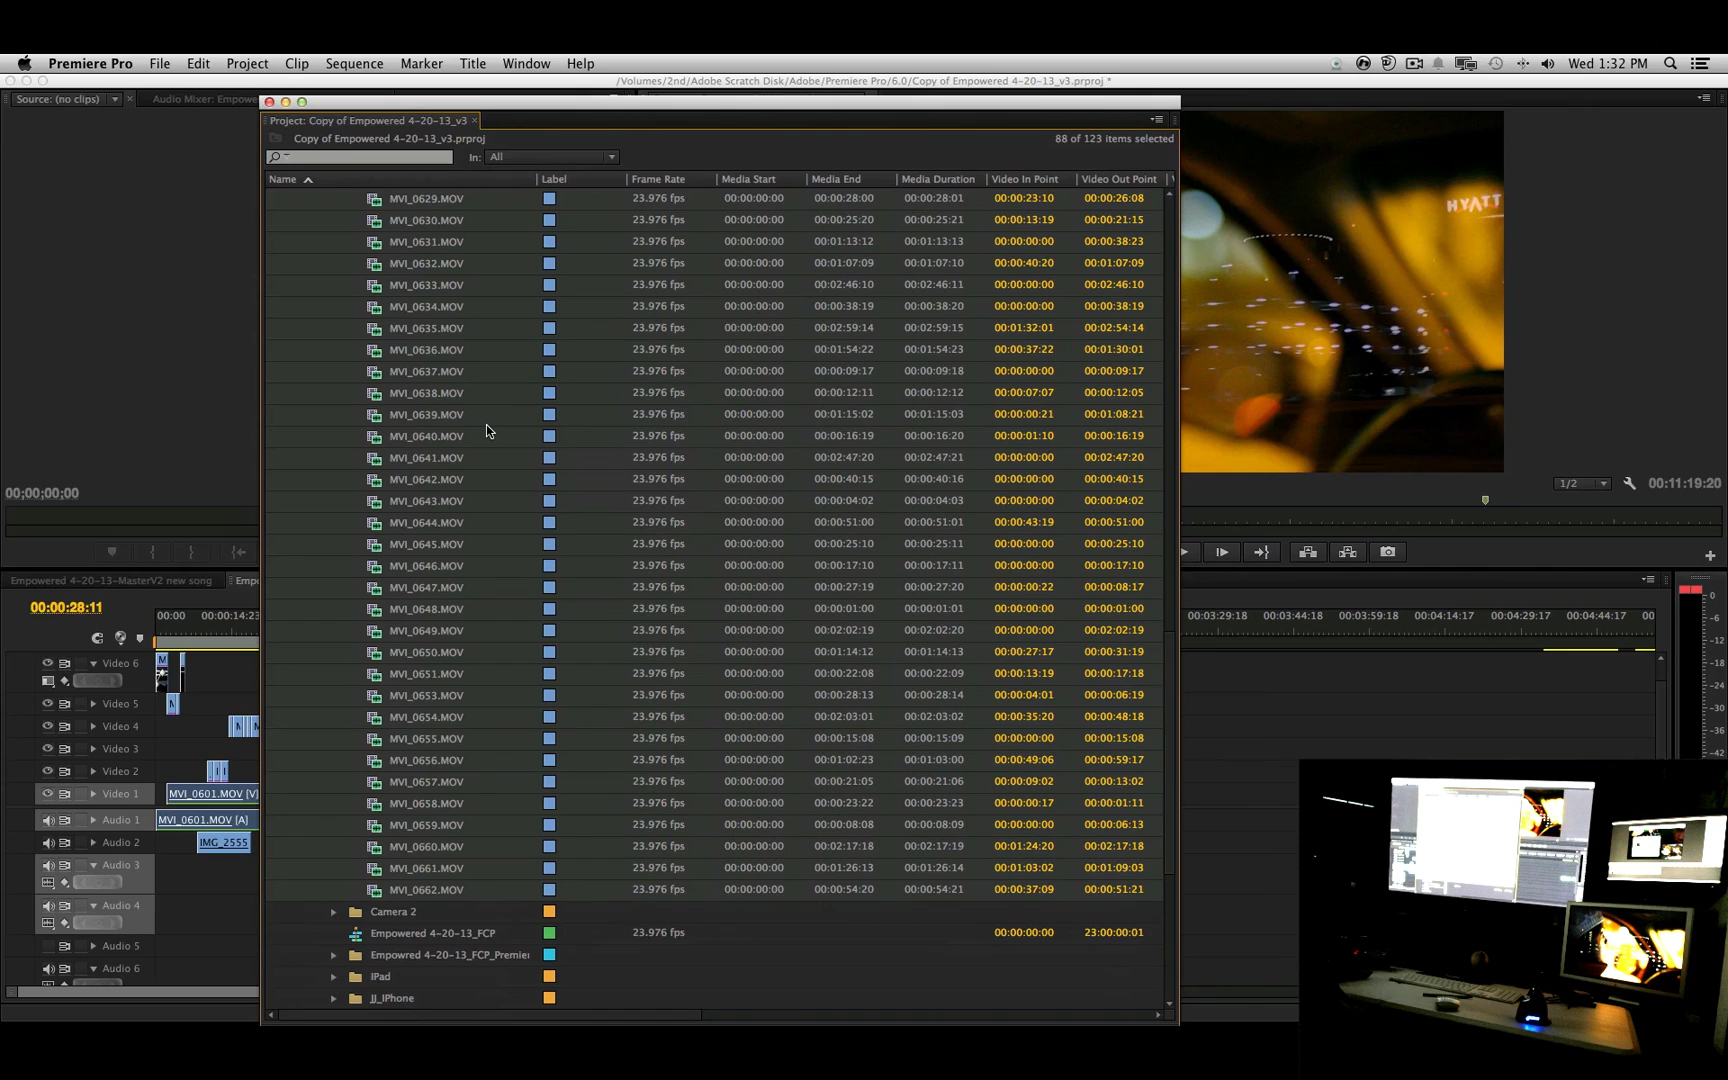 Premiere Pro File Edit Project Clip Sequence Marker Title Window Help Wed 1:32 PM
/Volumes/2nd/Adobe Scratch Disk/Adobe/Premiere Pro/6.0/Copy of Empowered 4-20-13_v3.prproj *
Source: (no clips) Audio Mixer: Empowe
Project: Copy of Empowered 4-20-13_v3
Copy of Empowered 4-20-13_v3.prproj 88 of 123 items selected
In: All
Name Label Frame Rate Media Start Media End Media Duration Video In Point Video Out Point
MVI_0629.MOV 23.976 fps 00:00:00:00 00:00:28:00 00:00:28:01 00:00:23:10 00:00:26:08
MVI_0630.MOV 23.976 fps 00:00:00:00 00:00:25:20 00:00:25:21 00:00:13:19 00:00:21:15
MVI_0631.MOV 23.976 fps 00:00:00:00 00:01:13:12 00:01:13:13 00:00:00:00 00:00:38:23
MVI_0632.MOV 23.976 fps 00:00:00:00 00:01:07:09 00:01:07:10 00:00:40:20 00:01:07:09
MVI_0633.MOV 23.976 fps 00:00:00:00 00:02:46:10 00:02:46:11 00:00:00:00 00:02:46:10
MVI_0634.MOV 23.976 fps 00:00:00:00 00:00:38:19 00:00:38:20 00:00:00:00 00:00:38:19
MVI_0635.MOV 23.976 fps 00:00:00:00 00:02:59:14 00:02:59:15 00:01:32:01 00:02:54:14
MVI_0636.MOV 23.976 fps 00:00:00:00 00:01:54:22 00:01:54:23 00:00:37:22 00:01:30:01
MVI_0637.MOV 23.976 fps 00:00:00:00 00:00:09:17 00:00:09:18 00:00:00:00 00:00:09:17
MVI_0638.MOV 23.976 fps 00:00:00:00 00:00:12:11 00:00:12:12 00:00:07:07 00:00:12:05
MVI_0639.MOV 23.976 fps 00:00:00:00 00:01:15:02 00:01:15:03 00:00:00:21 00:01:08:21
MVI_0640.MOV 23.976 fps 00:00:00:00 00:00:16:19 00:00:16:20 00:00:01:10 00:00:16:19
MVI_0641.MOV 23.976 fps 00:00:00:00 00:02:47:20 00:02:47:21 00:00:00:00 00:02:47:20
MVI_0642.MOV 23.976 fps 00:00:00:00 00:00:40:15 00:00:40:16 00:00:00:00 00:00:40:15
MVI_0643.MOV 23.976 fps 00:00:00:00 00:00:04:02 00:00:04:03 00:00:00:00 00:00:04:02
MVI_0644.MOV 23.976 fps 00:00:00:00 00:00:51:00 00:00:51:01 00:00:43:19 00:00:51:00
MVI_0645.MOV 23.976 fps 00:00:00:00 00:00:25:10 00:00:25:11 00:00:00:00 00:00:25:10
MVI_0646.MOV 23.976 fps 00:00:00:00 00:00:17:10 00:00:17:11 00:00:00:00 00:00:17:10
MVI_0647.MOV 23.976 fps 00:00:00:00 00:00:27:19 00:00:27:20 00:00:00:22 00:00:08:17
MVI_0648.MOV 23.976 fps 00:00:00:00 00:00:01:00 00:00:01:01 00:00:00:00 00:00:01:00
MVI_0649.MOV 23.976 fps 00:00:00:00 00:02:02:19 00:02:02:20 00:00:00:00 00:02:02:19
MVI_0650.MOV 23.976 fps 00:00:00:00 00:01:14:12 00:01:14:13 00:00:27:17 00:00:31:19
MVI_0651.MOV 23.976 fps 00:00:00:00 00:00:22:08 00:00:22:09 00:00:13:19 00:00:17:18
MVI_0653.MOV 23.976 fps 00:00:00:00 00:00:28:13 00:00:28:14 00:00:04:01 00:00:06:19
MVI_0654.MOV 23.976 fps 00:00:00:00 00:02:03:01 00:02:03:02 00:00:35:20 00:00:48:18
MVI_0655.MOV 23.976 fps 00:00:00:00 00:00:15:08 00:00:15:09 00:00:00:00 00:00:15:08
MVI_0656.MOV 23.976 fps 00:00:00:00 00:01:02:23 00:01:03:00 00:00:49:06 00:00:59:17
MVI_0657.MOV 23.976 fps 00:00:00:00 00:00:21:05 00:00:21:06 00:00:09:02 00:00:13:02
MVI_0658.MOV 23.976 fps 00:00:00:00 00:00:23:22 00:00:23:23 00:00:00:17 00:00:01:11
MVI_0659.MOV 23.976 fps 00:00:00:00 00:00:08:08 00:00:08:09 00:00:00:00 00:00:06:13
MVI_0660.MOV 23.976 fps 00:00:00:00 00:02:17:18 00:02:17:19 00:01:24:20 00:02:17:18
MVI_0661.MOV 23.976 fps 00:00:00:00 00:01:26:13 00:01:26:14 00:01:03:02 00:01:09:03
MVI_0662.MOV 23.976 fps 00:00:00:00 00:00:54:20 00:00:54:21 00:00:37:09 00:00:51:21
Camera 2
Empowered 4-20-13_FCP 23.976 fps 00:00:00:00 23:00:00:01
Empowred 4-20-13_FCP_Premier
IPad
JJ_IPhone
HYATT
00;00;00;00
1/2 00:11:19:20
Empowered 4-20-13-MasterV2 new song Empo
00:00:28:11
00:00 00:00:14:23
00:03:29:18 00:03:44:18 00:03:59:18 00:04:14:17 00:04:29:17 00:04:44:17 00
Video 6 M
Video 5 M
Video 4
Video 3
Video 2
Video 1 MVI_0601.MOV [V]
Audio 1 MVI_0601.MOV [A]
Audio 2 IMG_2555
Audio 3
Audio 4
Audio 5
Audio 6
0
-6
-12
-18
-24
-30
-36
-42